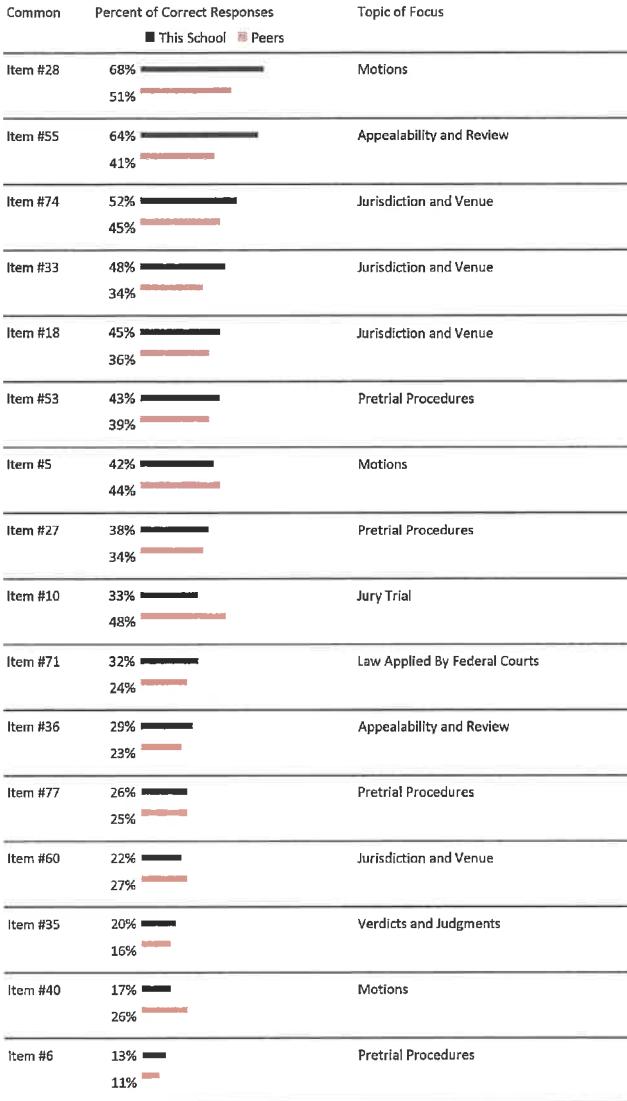 Common Percent of Correct Responses Topic of Focus
This School Peers
Item #28 68% Motions
51%
Item #55 64% Appealability and Review
41%
Item #74 52% Jurisdiction and Venue
45%
Item #33 48% Jurisdiction and Venue
34%
Item #18 45% Jurisdiction and Venue
36%
Item #53 43% Pretrial Procedures
39%
Item #5 42% Motions
44%
Item #27 38% Pretrial Procedures
34%
Item #10 33% Jury Trial
48%
Item #71 32% Law Applied By Federal Courts
24%
Item #36 29% Appealability and Review
23%
Item #77 26% Pretrial Procedures
25%
Item #60 22% Jurisdiction and Venue
27%
Item #35 20% Verdicts and Judgments
16%
Item #40 17% Motions
26%
Item #6 13% Pretrial Procedures
11%